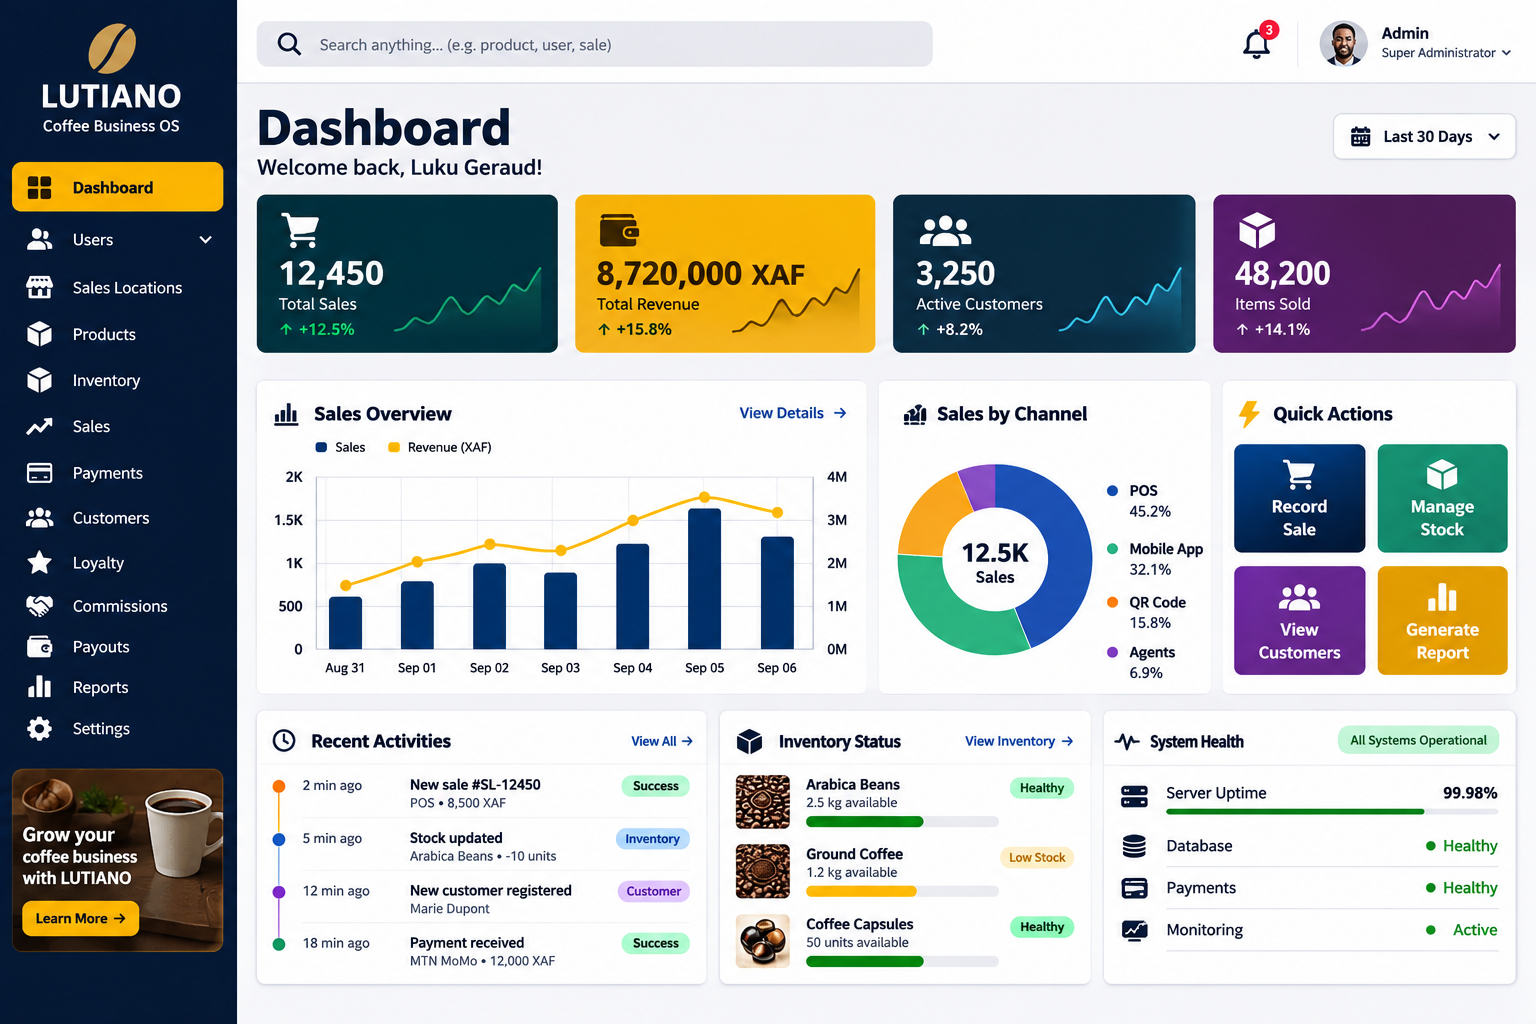 LUTIANO
Coffee Business OS
Dashboard
Users
Sales Locations
Products
Inventory
Sales
Payments
Customers
Loyalty
Commissions
Payouts
Reports
Settings
Grow your
coffee business
with LUTIANO
Learn More →
Search anything... (e.g. product, user, sale)
3
Admin
Super Administrator
Dashboard
Welcome back, Luku Geraud!
Last 30 Days
12,450
Total Sales
↑ +12.5%
8,720,000 XAF
Total Revenue
↑ +15.8%
3,250
Active Customers
↑ +8.2%
48,200
Items Sold
↑ +14.1%
Sales Overview
View Details →
Sales
Revenue (XAF)
2K
1.5K
1K
500
0
4M
3M
2M
1M
0M
Aug 31
Sep 01
Sep 02
Sep 03
Sep 04
Sep 05
Sep 06
Sales by Channel
12.5K
Sales
POS
45.2%
Mobile App
32.1%
QR Code
15.8%
Agents
6.9%
Quick Actions
Record
Sale
Manage
Stock
View
Customers
Generate
Report
Recent Activities
View All →
2 min ago
New sale #SL-12450
POS • 8,500 XAF
Success
5 min ago
Stock updated
Arabica Beans • -10 units
Inventory
12 min ago
New customer registered
Marie Dupont
Customer
18 min ago
Payment received
MTN MoMo • 12,000 XAF
Success
Inventory Status
View Inventory →
Arabica Beans
2.5 kg available
Healthy
Ground Coffee
1.2 kg available
Low Stock
Coffee Capsules
50 units available
Healthy
System Health
All Systems Operational
Server Uptime
99.98%
Database
Healthy
Payments
Healthy
Monitoring
Active